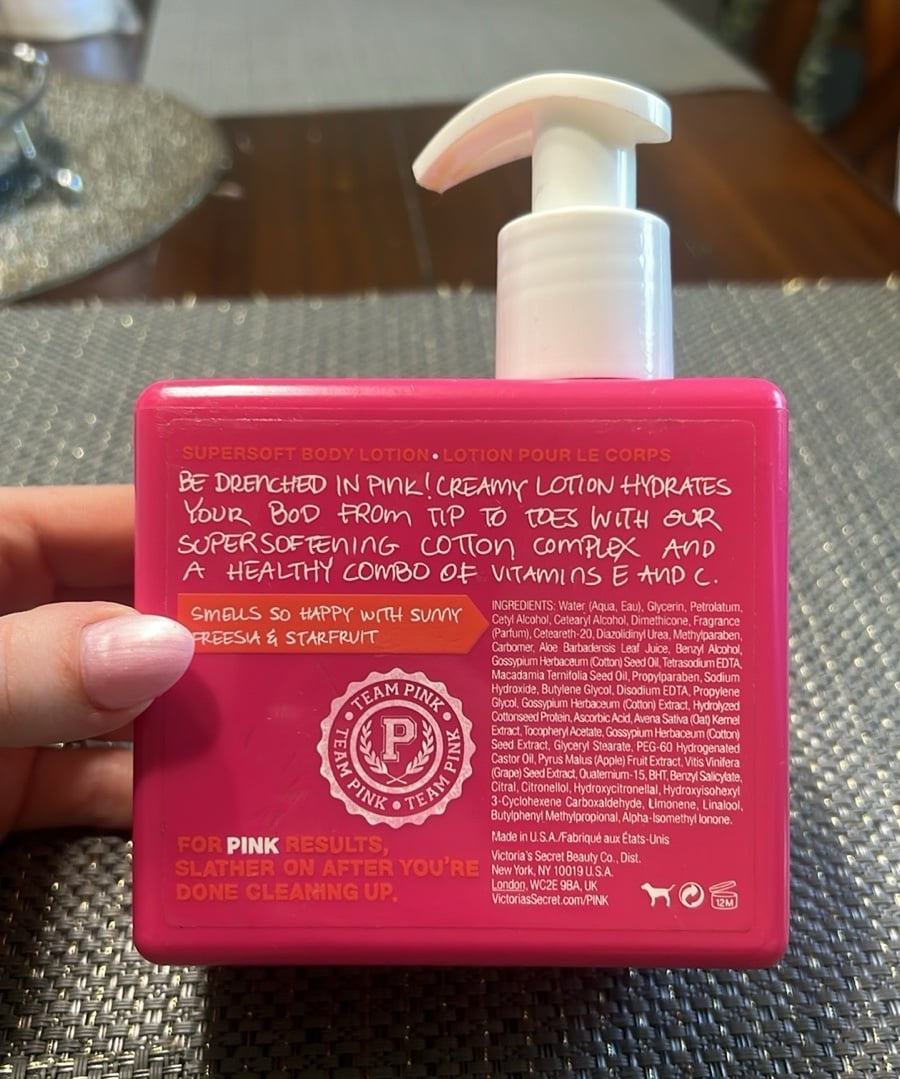 SUPERSOFT BODY LOTION • LOTION POUR LE CORPS
BE DRENCHED IN PINK! CREAMY LOTION HYDRATES
YOUR BOD FROM TIP TO TOES WITH OUR
SUPERSOFTENING COTTON COMPLEX AND
A HEALTHY COMBO OF VITAMINS E AND C.
SMELLS SO HAPPY WITH SUNNY
FREESIA & STARFRUIT
TEAM PINK • TEAM PINK • TEAM PINK •
P
FOR PINK RESULTS,
SLATHER ON AFTER YOU'RE
DONE CLEANING UP.
INGREDIENTS: Water (Aqua, Eau), Glycerin, Petrolatum,
Cetyl Alcohol, Cetearyl Alcohol, Dimethicone, Fragrance
(Parfum), Ceteareth-20, Diazolidinyl Urea, Methylparaben,
Carbomer, Aloe Barbadensis Leaf Juice, Benzyl Alcohol,
Gossypium Herbaceum (Cotton) Seed Oil, Tetrasodium EDTA,
Macadamia Ternifolia Seed Oil, Propylparaben, Sodium
Hydroxide, Butylene Glycol, Disodium EDTA, Propylene
Glycol, Gossypium Herbaceum (Cotton) Extract, Hydrolyzed
Cottonseed Protein, Ascorbic Acid, Avena Sativa (Oat) Kernel
Extract, Tocopheryl Acetate, Gossypium Herbaceum (Cotton)
Seed Extract, Glyceryl Stearate, PEG-60 Hydrogenated
Castor Oil, Pyrus Malus (Apple) Fruit Extract, Vitis Vinifera
(Grape) Seed Extract, Quaternium-15, BHT, Benzyl Salicylate,
Citral, Citronellol, Hydroxycitronellal, Hydroxyisohexyl
3-Cyclohexene Carboxaldehyde, Limonene, Linalool,
Butylphenyl Methylpropional, Alpha-Isomethyl Ionone.
Made in U.S.A./Fabriqué aux États-Unis
Victoria's Secret Beauty Co., Dist.
New York, NY 10019 U.S.A.
London, WC2E 9BA, UK
VictoriasSecret.com/PINK
12M